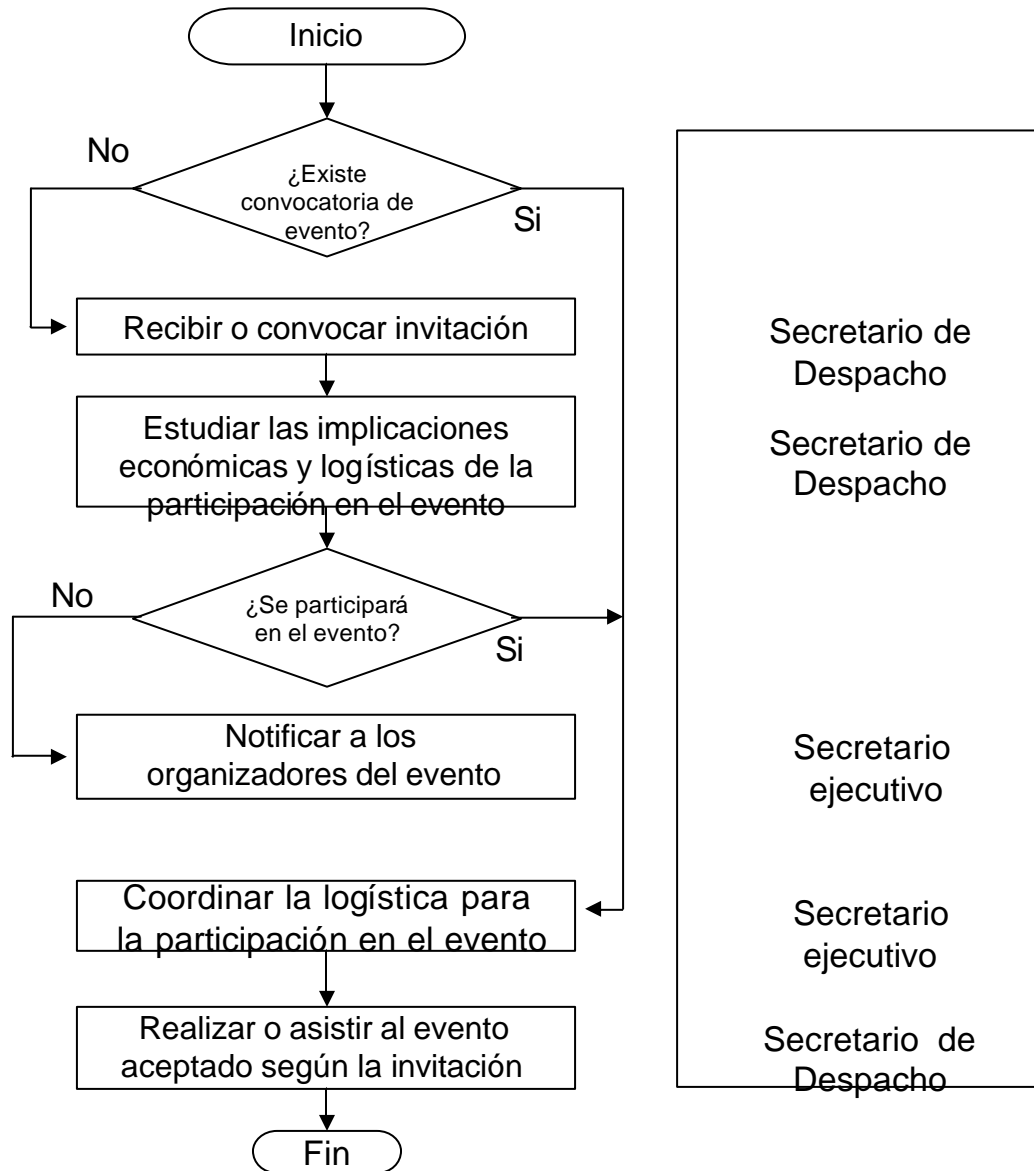 Inicio
No
¿Existe
convocatoria de
evento?
Si
Recibir o convocar invitación
Secretario de
Despacho
Estudiar las implicaciones
económicas y logísticas de la
participación en el evento
Secretario de
Despacho
No
¿Se participará
en el evento?
Si
Notificar a los
organizadores del evento
Secretario
ejecutivo
Coordinar la logística para
la participación en el evento
Secretario
ejecutivo
Realizar o asistir al evento
aceptado según la invitación
Secretario de
Despacho
Fin